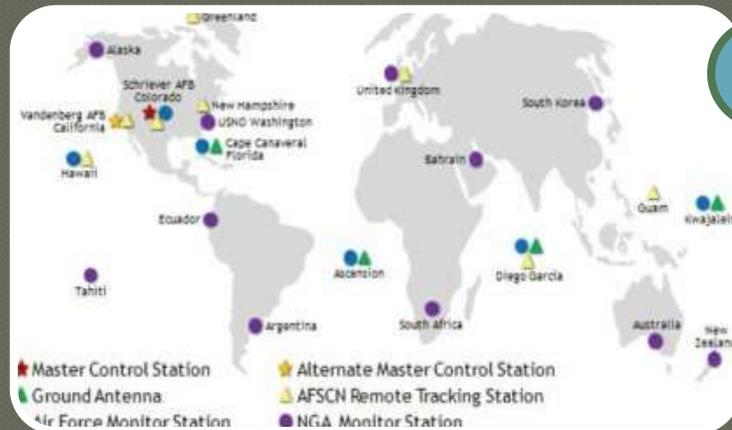 Greenland
Alaska
Schriever AFB
Colorado
Vandenberg AFB
California
New Hampshire
USNO Washington
Cape Canaveral
Florida
Hawaii
United Kingdom
South Korea
Bahrain
Guam
Kwajalein
Ecuador
Ascension
Diego Garcia
Tahiti
Argentina
South Africa
Australia
New
Zealand
Master Control Station
Alternate Master Control Station
Ground Antenna
AFSCN Remote Tracking Station
Air Force Monitor Station
NGA Monitor Station